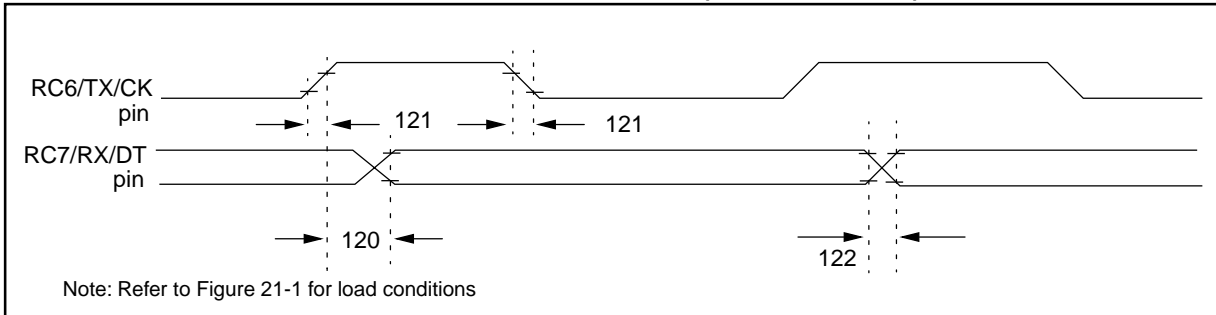 RC6/TX/CK
pin
121
121
RC7/RX/DT
pin
120
122
Note: Refer to Figure 21-1 for load conditions